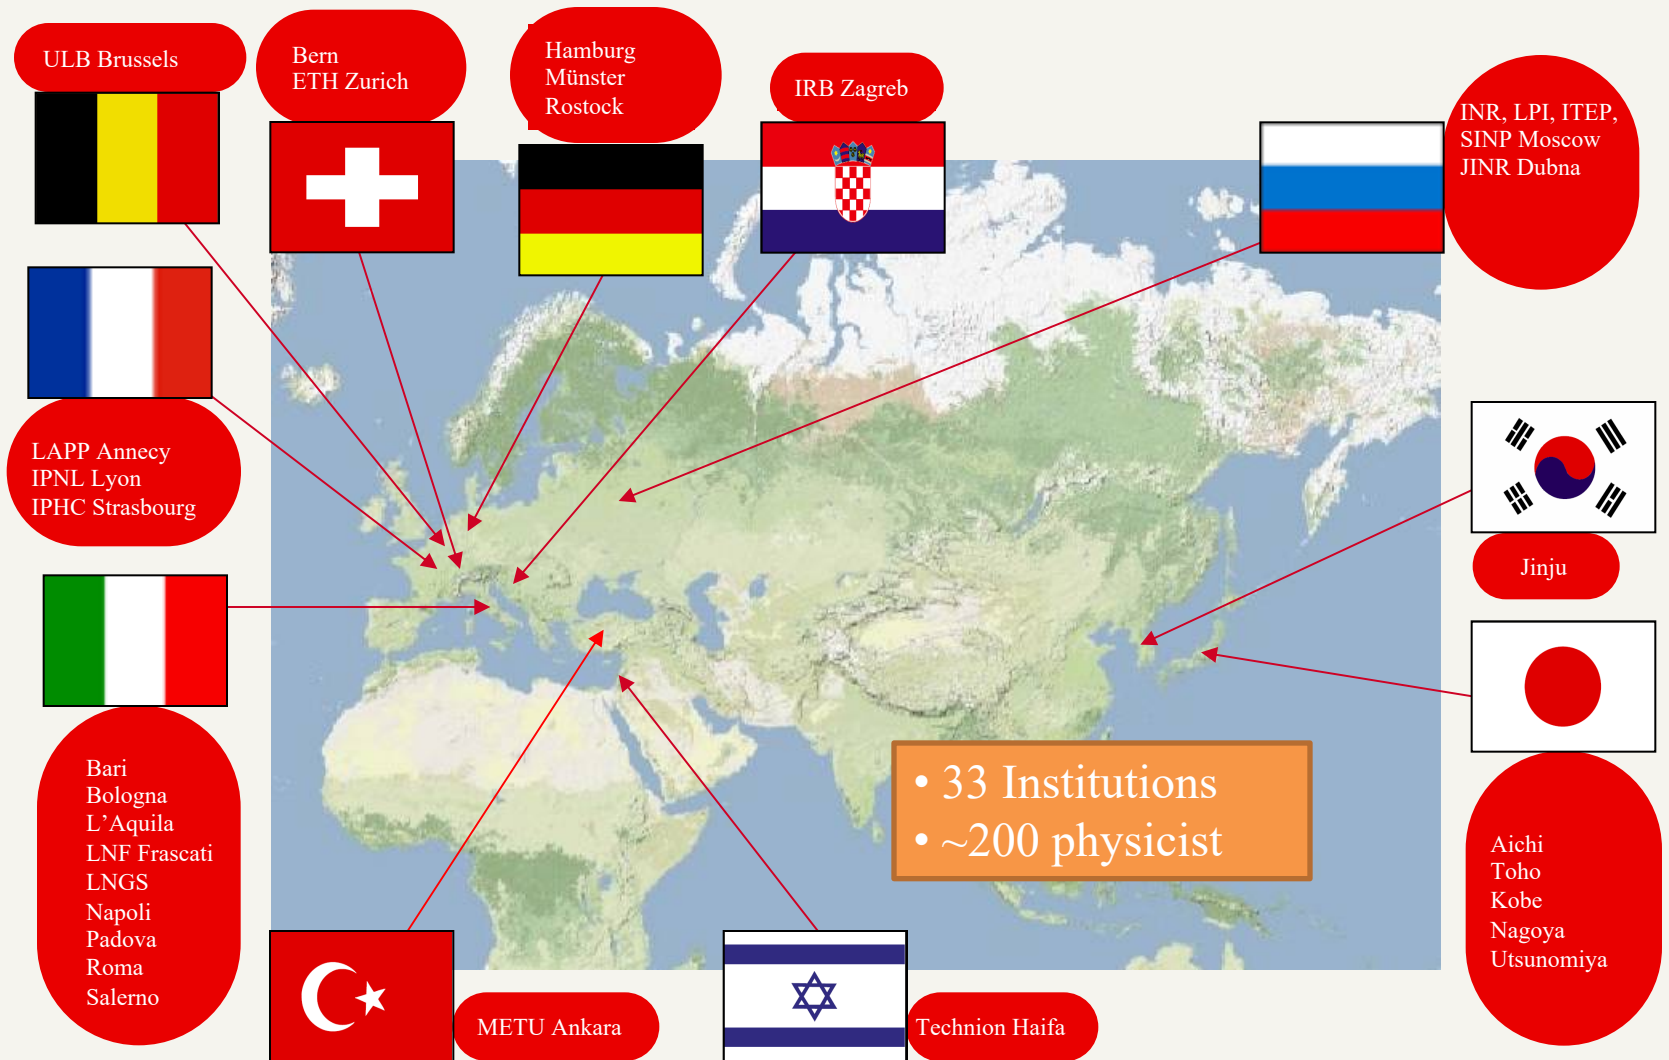 ULB Brussels
Bern
ETH Zurich
Hamburg
Münster
Rostock
IRB Zagreb
INR, LPI, ITEP,
SINP Moscow
JINR Dubna
LAPP Annecy
IPNL Lyon
IPHC Strasbourg
Jinju
Bari
Bologna
L’Aquila
LNF Frascati
LNGS
Napoli
Padova
Roma
Salerno
• 33 Institutions
• ~200 physicist
Aichi
Toho
Kobe
Nagoya
Utsunomiya
METU Ankara
Technion Haifa